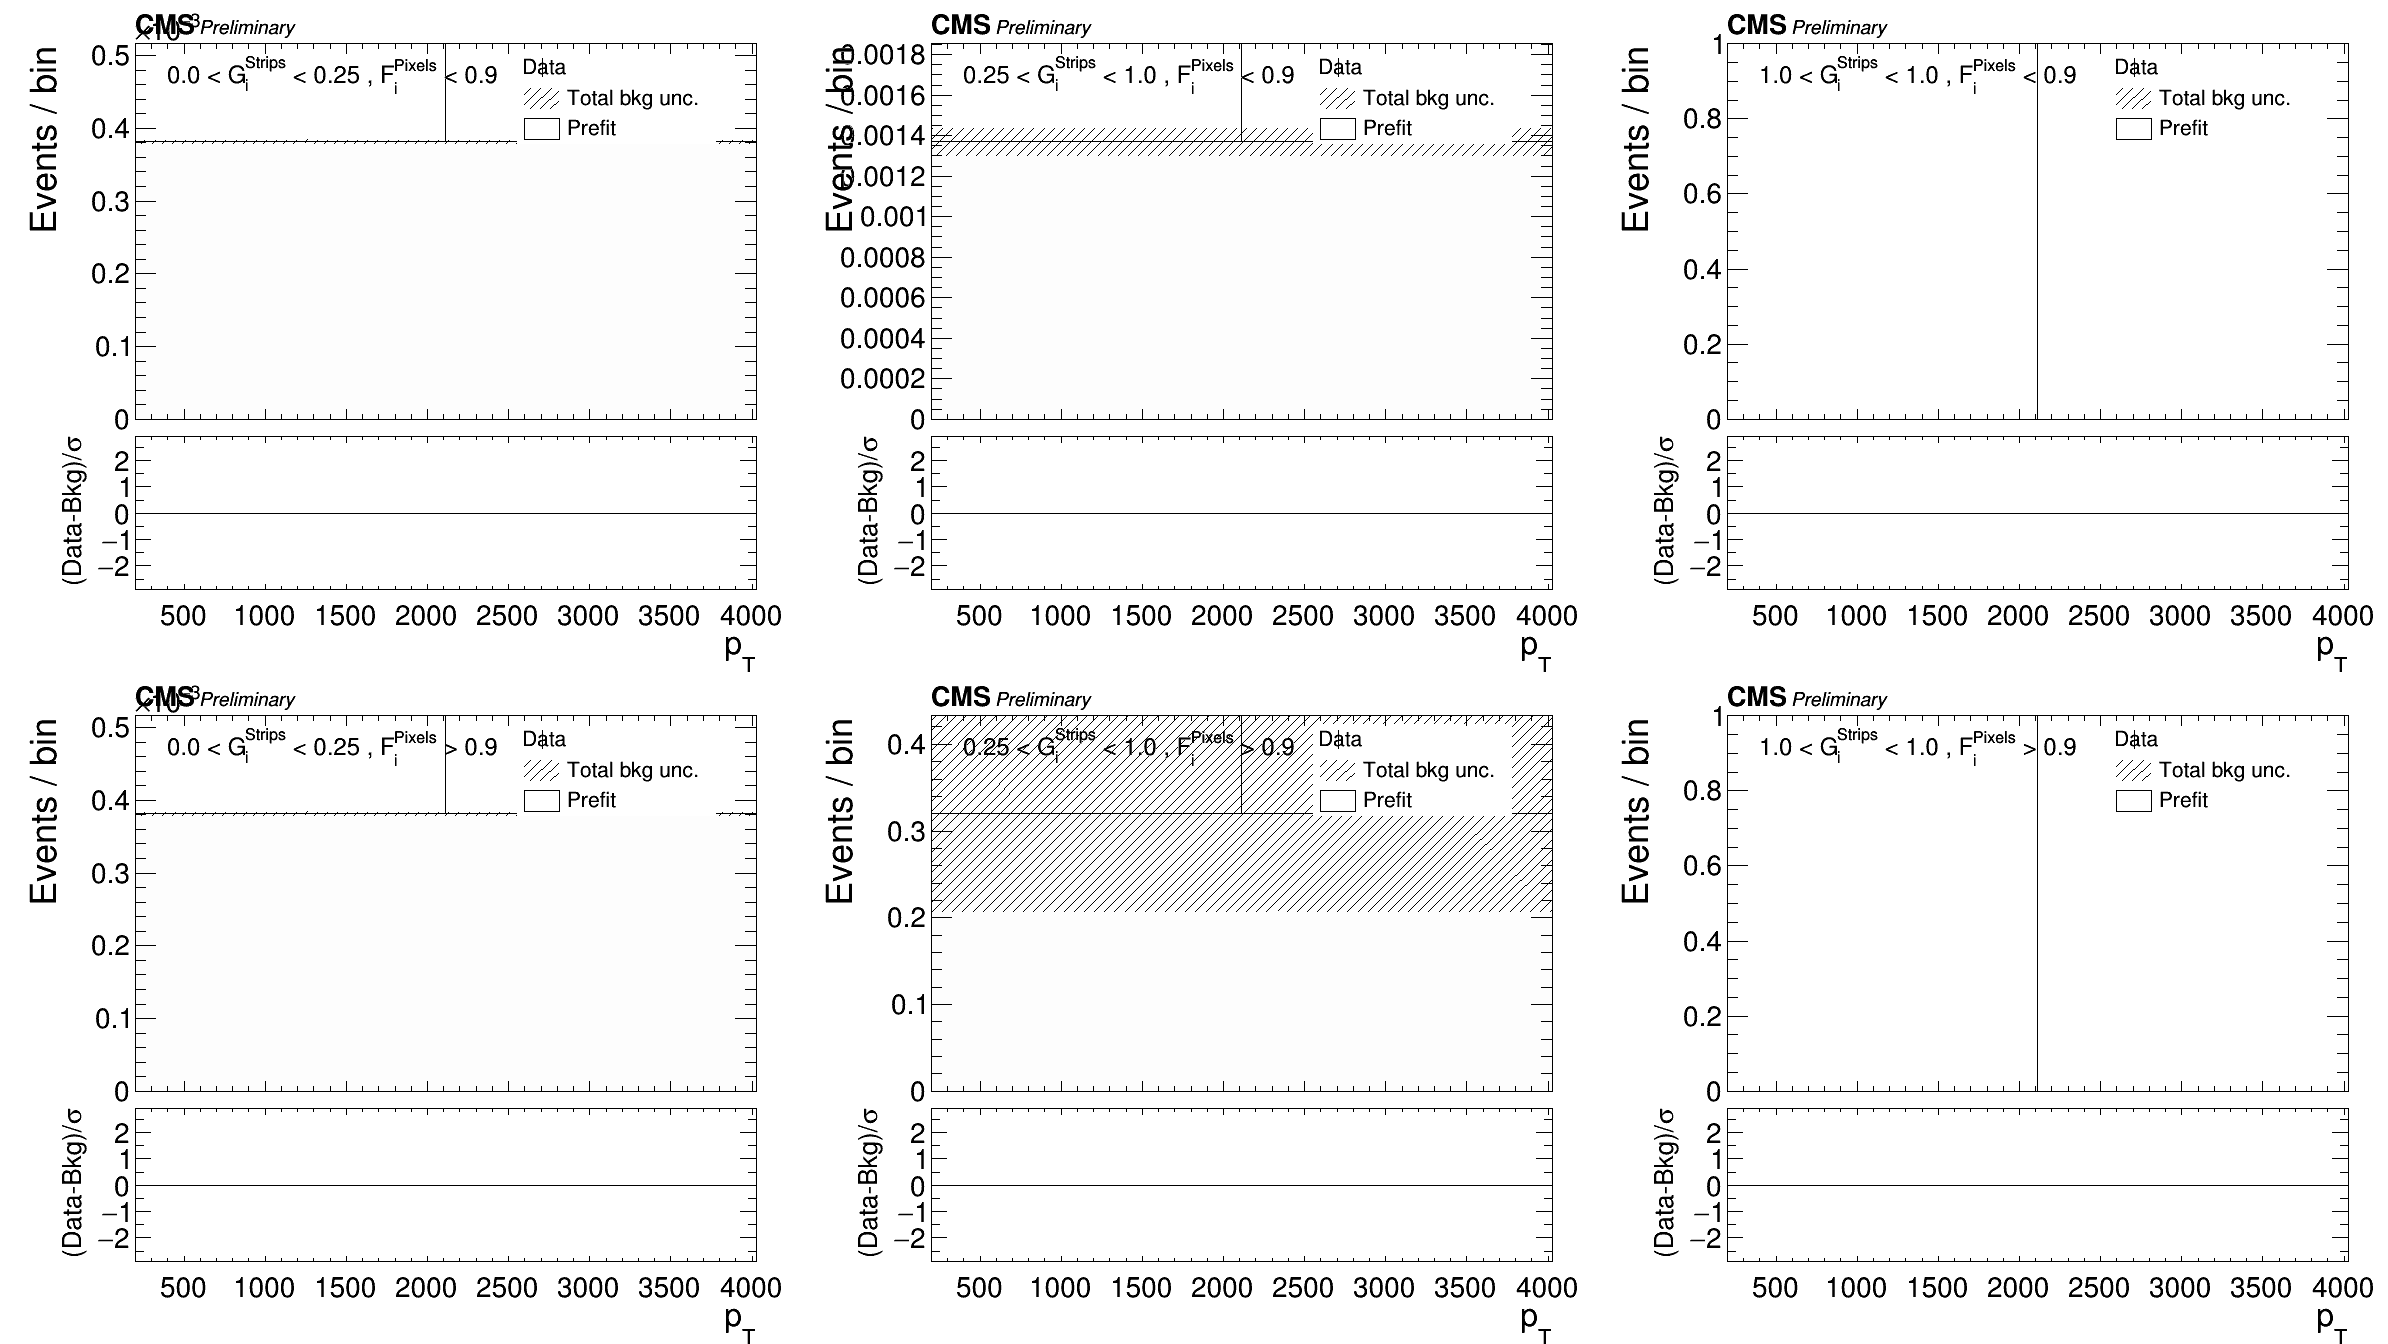 CMS Preliminary
×10⁻³
0.0 < G_i^Strips < 0.25 , F_i^Pixels < 0.9
Data
Total bkg unc.
Prefit
Events / bin
0.5
0.4
0.3
0.2
0.1
0
(Data-Bkg)/σ
2
1
0
−1
−2
500 1000 1500 2000 2500 3000 3500 4000
p_T
CMS Preliminary
0.25 < G_i^Strips < 1.0 , F_i^Pixels < 0.9
Data
Total bkg unc.
Prefit
Events / bin
0.0018
0.0016
0.0014
0.0012
0.001
0.0008
0.0006
0.0004
0.0002
0
(Data-Bkg)/σ
2
1
0
−1
−2
500 1000 1500 2000 2500 3000 3500 4000
p_T
CMS Preliminary
1.0 < G_i^Strips < 1.0 , F_i^Pixels < 0.9
Data
Total bkg unc.
Prefit
Events / bin
1
0.8
0.6
0.4
0.2
0
(Data-Bkg)/σ
2
1
0
−1
−2
500 1000 1500 2000 2500 3000 3500 4000
p_T
CMS Preliminary
×10⁻³
0.0 < G_i^Strips < 0.25 , F_i^Pixels > 0.9
Data
Total bkg unc.
Prefit
Events / bin
0.5
0.4
0.3
0.2
0.1
0
(Data-Bkg)/σ
2
1
0
−1
−2
500 1000 1500 2000 2500 3000 3500 4000
p_T
CMS Preliminary
0.25 < G_i^Strips < 1.0 , F_i^Pixels > 0.9
Data
Total bkg unc.
Prefit
Events / bin
0.4
0.3
0.2
0.1
0
(Data-Bkg)/σ
2
1
0
−1
−2
500 1000 1500 2000 2500 3000 3500 4000
p_T
CMS Preliminary
1.0 < G_i^Strips < 1.0 , F_i^Pixels > 0.9
Data
Total bkg unc.
Prefit
Events / bin
1
0.8
0.6
0.4
0.2
0
(Data-Bkg)/σ
2
1
0
−1
−2
500 1000 1500 2000 2500 3000 3500 4000
p_T